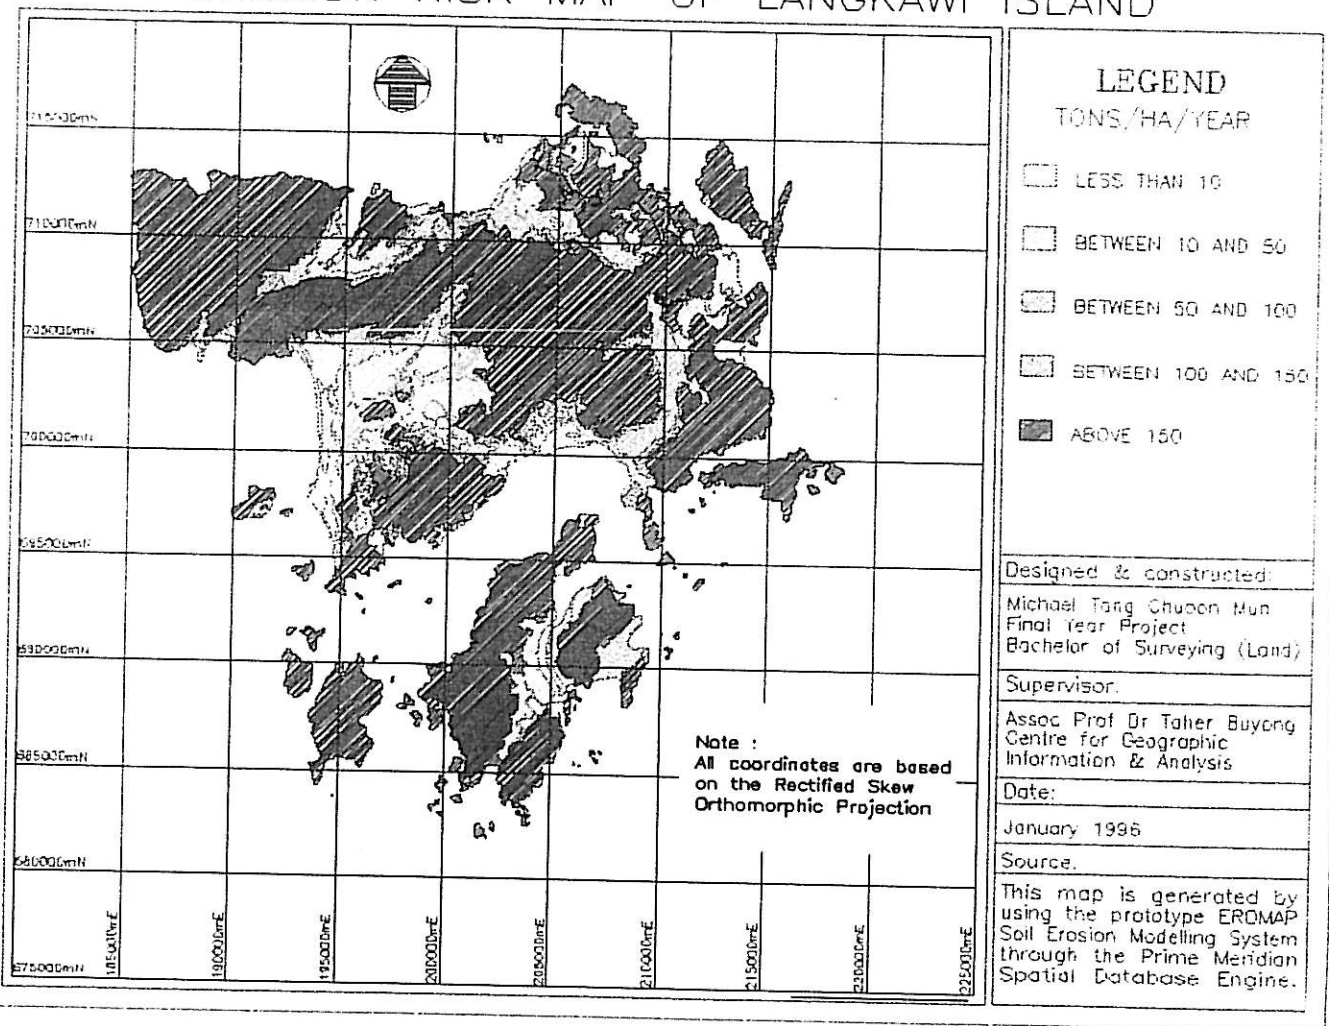 RISK MAP OF LANGKAWI ISLAND
LEGEND
TONS/HA/YEAR
LESS THAN 10
BETWEEN 10 AND 50
BETWEEN 50 AND 100
BETWEEN 100 AND 150
ABOVE 150
710000mN
705000mN
700000mN
695000mN
690000mN
685000mN
680000mN
675000mN
185000mE
190000mE
195000mE
200000mE
205000mE
210000mE
215000mE
220000mE
225000mE
Note :
All coordinates are based
on the Rectified Skew
Orthomorphic Projection
Designed & constructed:
Michael Tang Chuoon Mun
Final Year Project
Bachelor of Surveying (Land)
Supervisor.
Assoc Prof Dr Taher Buyong
Centre for Geographic
Information & Analysis
Date:
January 1996
Source.
This map is generated by
using the prototype EROMAP
Soil Erosion Modelling System
through the Prime Meridian
Spatial Database Engine.